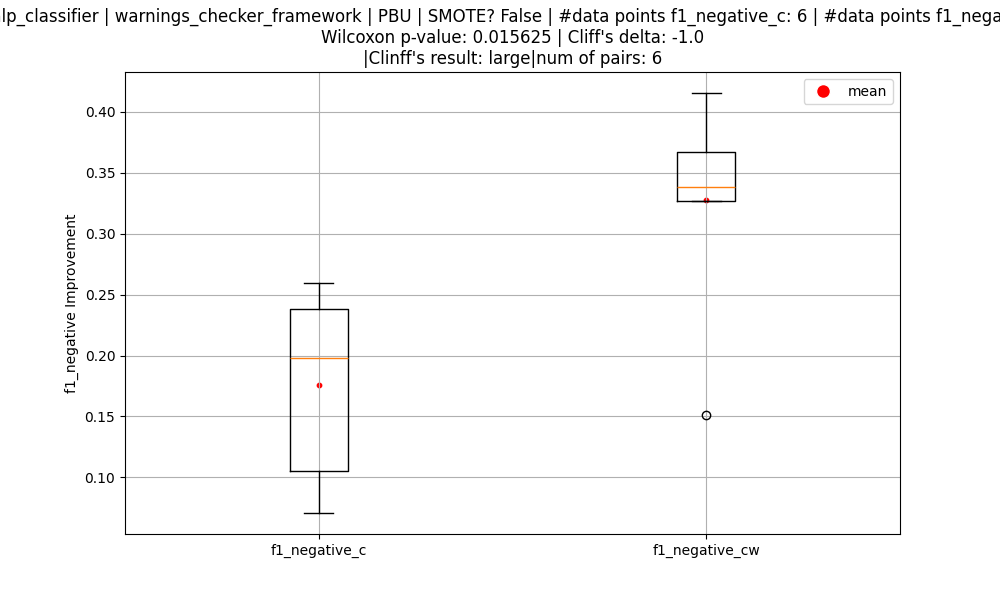 lp_classifier | warnings_checker_framework | PBU | SMOTE? False | #data points f1_negative_c: 6 | #data points f1_nega
Wilcoxon p-value: 0.015625 | Cliff's delta: -1.0
|Clinff's result: large|num of pairs: 6
mean
0.40
0.35
0.30
0.25
0.20
0.15
0.10
f1_negative Improvement
f1_negative_c
f1_negative_cw